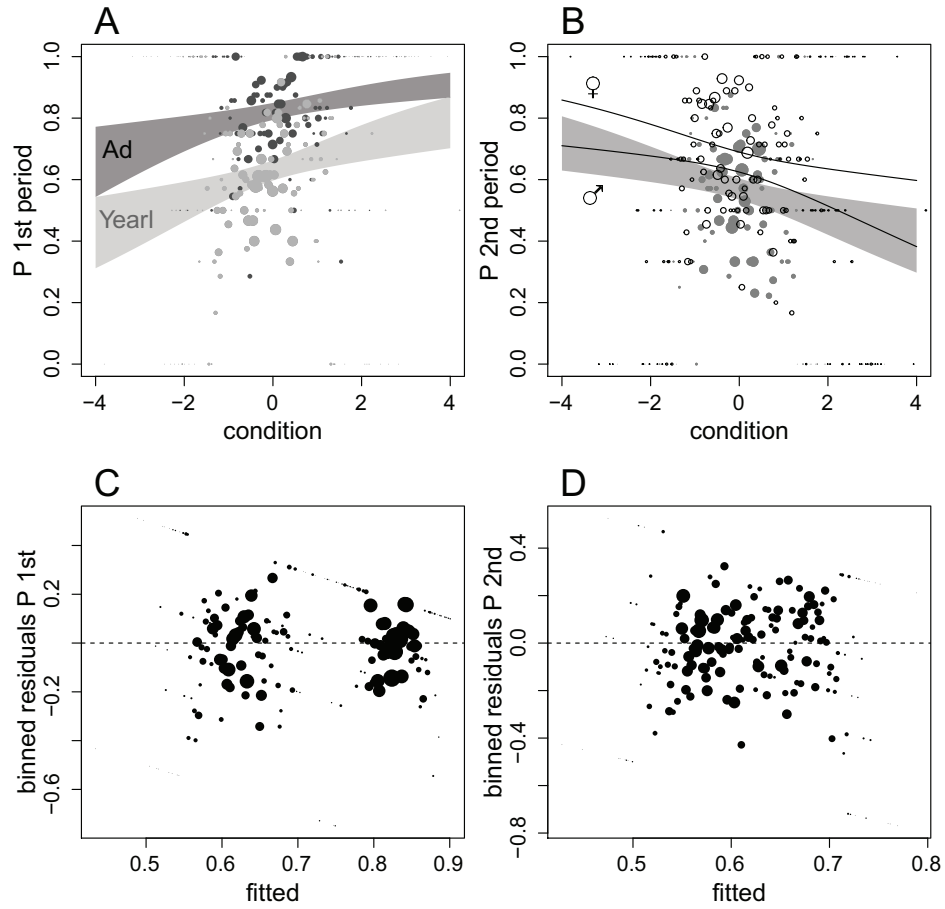 A
P 1st period
1.0
0.8
0.6
0.4
0.2
0.0
Ad
Yearl
−4 −2 0 2 4
condition
B
P 2nd period
1.0
0.8
0.6
0.4
0.2
0.0
♀
♂
−4 −2 0 2 4
condition
C
binned residuals P 1st
0.2
−0.2
−0.6
0.5 0.6 0.7 0.8 0.9
fitted
D
binned residuals P 2nd
0.4
0.0
−0.4
−0.8
0.5 0.6 0.7 0.8
fitted